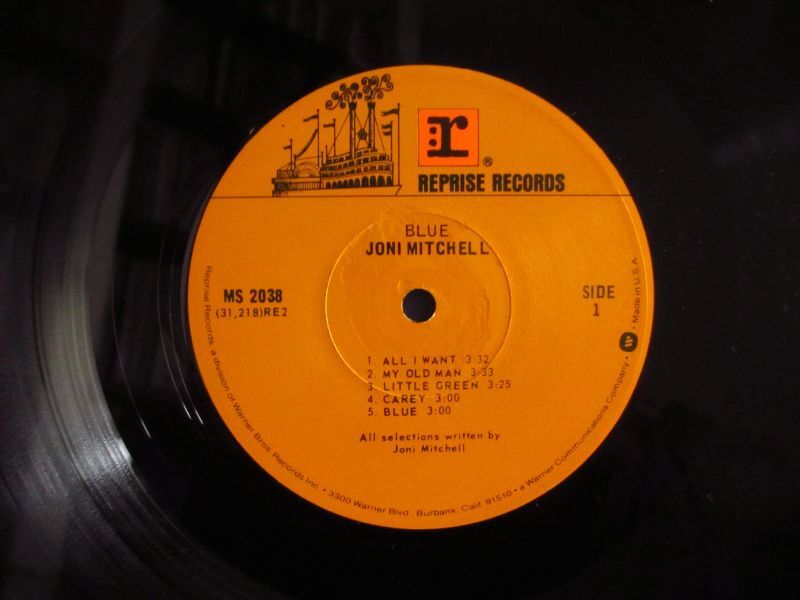 r
®
REPRISE RECORDS
BLUE
JONI MITCHELL
MS 2038
(31,218)RE2
SIDE
1
1. ALL I WANT 3:32
2. MY OLD MAN 3:33
3. LITTLE GREEN 3:25
4. CAREY 3:00
5. BLUE 3:00
All selections written by
Joni Mitchell
Reprise Records, a division of Warner Bros. Records Inc. • 3300 Warner Blvd., Burbank, Calif. 91510 • a Warner Communications Company • W • Made in U.S.A.